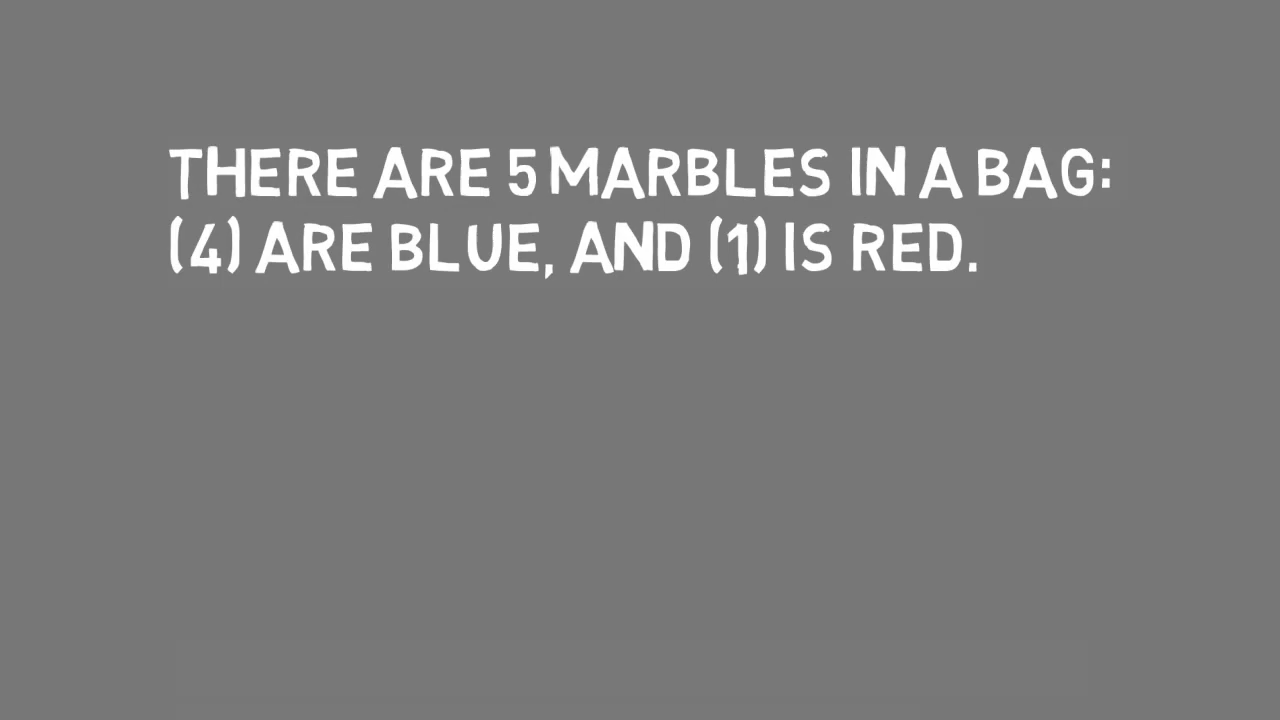 THERE ARE 5 MARBLES IN A BAG:
(4) ARE BLUE, AND (1) IS RED.